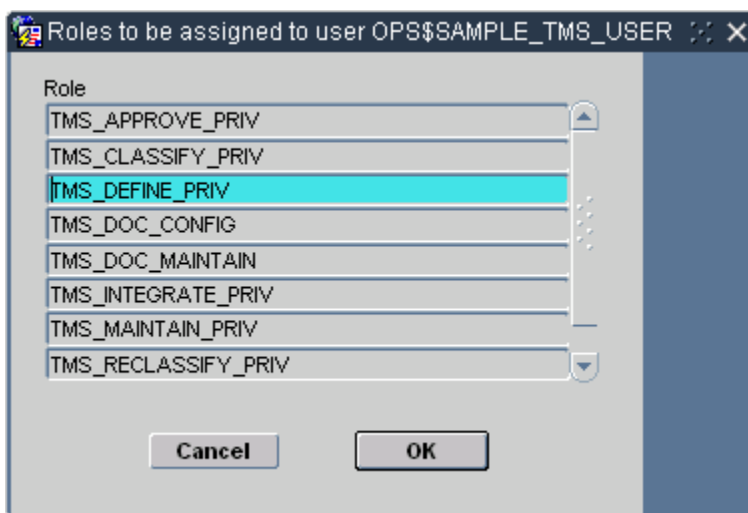 Roles to be assigned to user OPS$SAMPLE_TMS_USER
Role
TMS_APPROVE_PRIV
TMS_CLASSIFY_PRIV
TMS_DEFINE_PRIV
TMS_DOC_CONFIG
TMS_DOC_MAINTAIN
TMS_INTEGRATE_PRIV
TMS_MAINTAIN_PRIV
TMS_RECLASSIFY_PRIV
Cancel OK